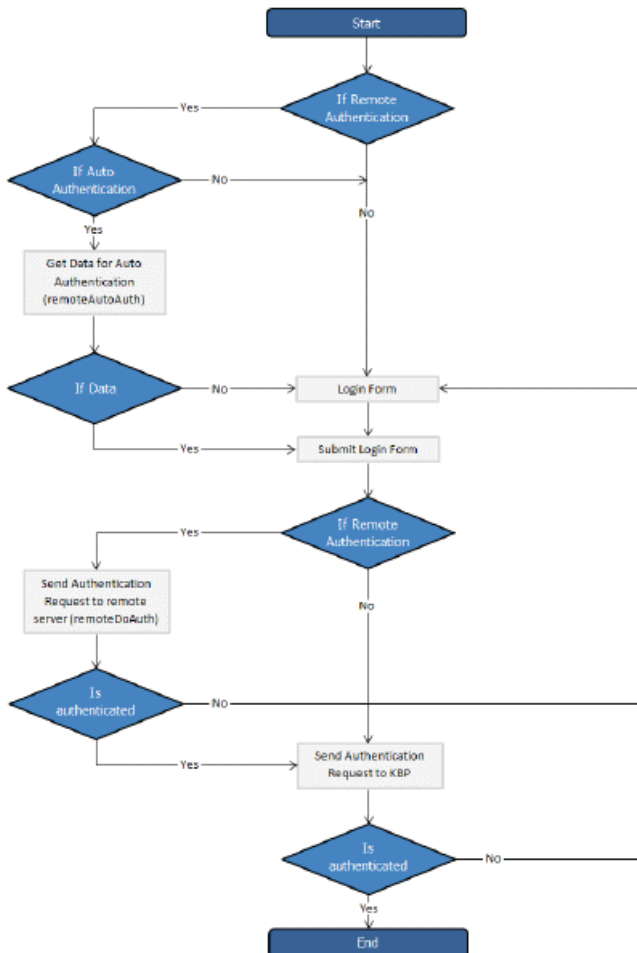 Start
If Remote
Authentication
Yes
If Auto
Authentication
No
No
Yes
Get Data for Auto
Authentication
(remoteAutoAuth)
If Data
No
Login Form
Yes
Submit Login Form
If Remote
Authentication
Yes
Send Authentication
Request to remote
server (remoteDoAuth)
No
Is
authenticated
No
Send Authentication
Request to KBP
Yes
Is
authenticated
No
Yes
End